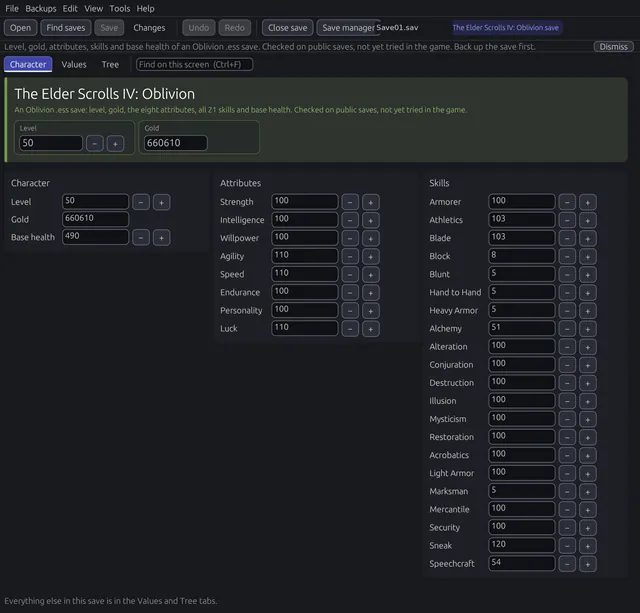 File Backups Edit View Tools Help
Open Find saves Save Changes Undo Redo Close save Save manager Save01.sav The Elder Scrolls IV: Oblivion save
Level, gold, attributes, skills and base health of an Oblivion .ess save. Checked on public saves, not yet tried in the game. Back up the save first. Dismiss
Character Values Tree Find on this screen (Ctrl+F)
The Elder Scrolls IV: Oblivion
An Oblivion .ess save: level, gold, the eight attributes, all 21 skills and base health. Checked on public saves, not yet tried in the game.
Level
50 − +
Gold
660610
Character
Level 50 − +
Gold 660610
Base health 490 − +
Attributes
Strength 100 − +
Intelligence 100 − +
Willpower 100 − +
Agility 110 − +
Speed 110 − +
Endurance 100 − +
Personality 100 − +
Luck 110 − +
Skills
Armorer 100 − +
Athletics 103 − +
Blade 103 − +
Block 8 − +
Blunt 5 − +
Hand to Hand 5 − +
Heavy Armor 5 − +
Alchemy 51 − +
Alteration 100 − +
Conjuration 100 − +
Destruction 100 − +
Illusion 100 − +
Mysticism 100 − +
Restoration 100 − +
Acrobatics 100 − +
Light Armor 100 − +
Marksman 5 − +
Mercantile 100 − +
Security 100 − +
Sneak 120 − +
Speechcraft 54 − +
Everything else in this save is in the Values and Tree tabs.